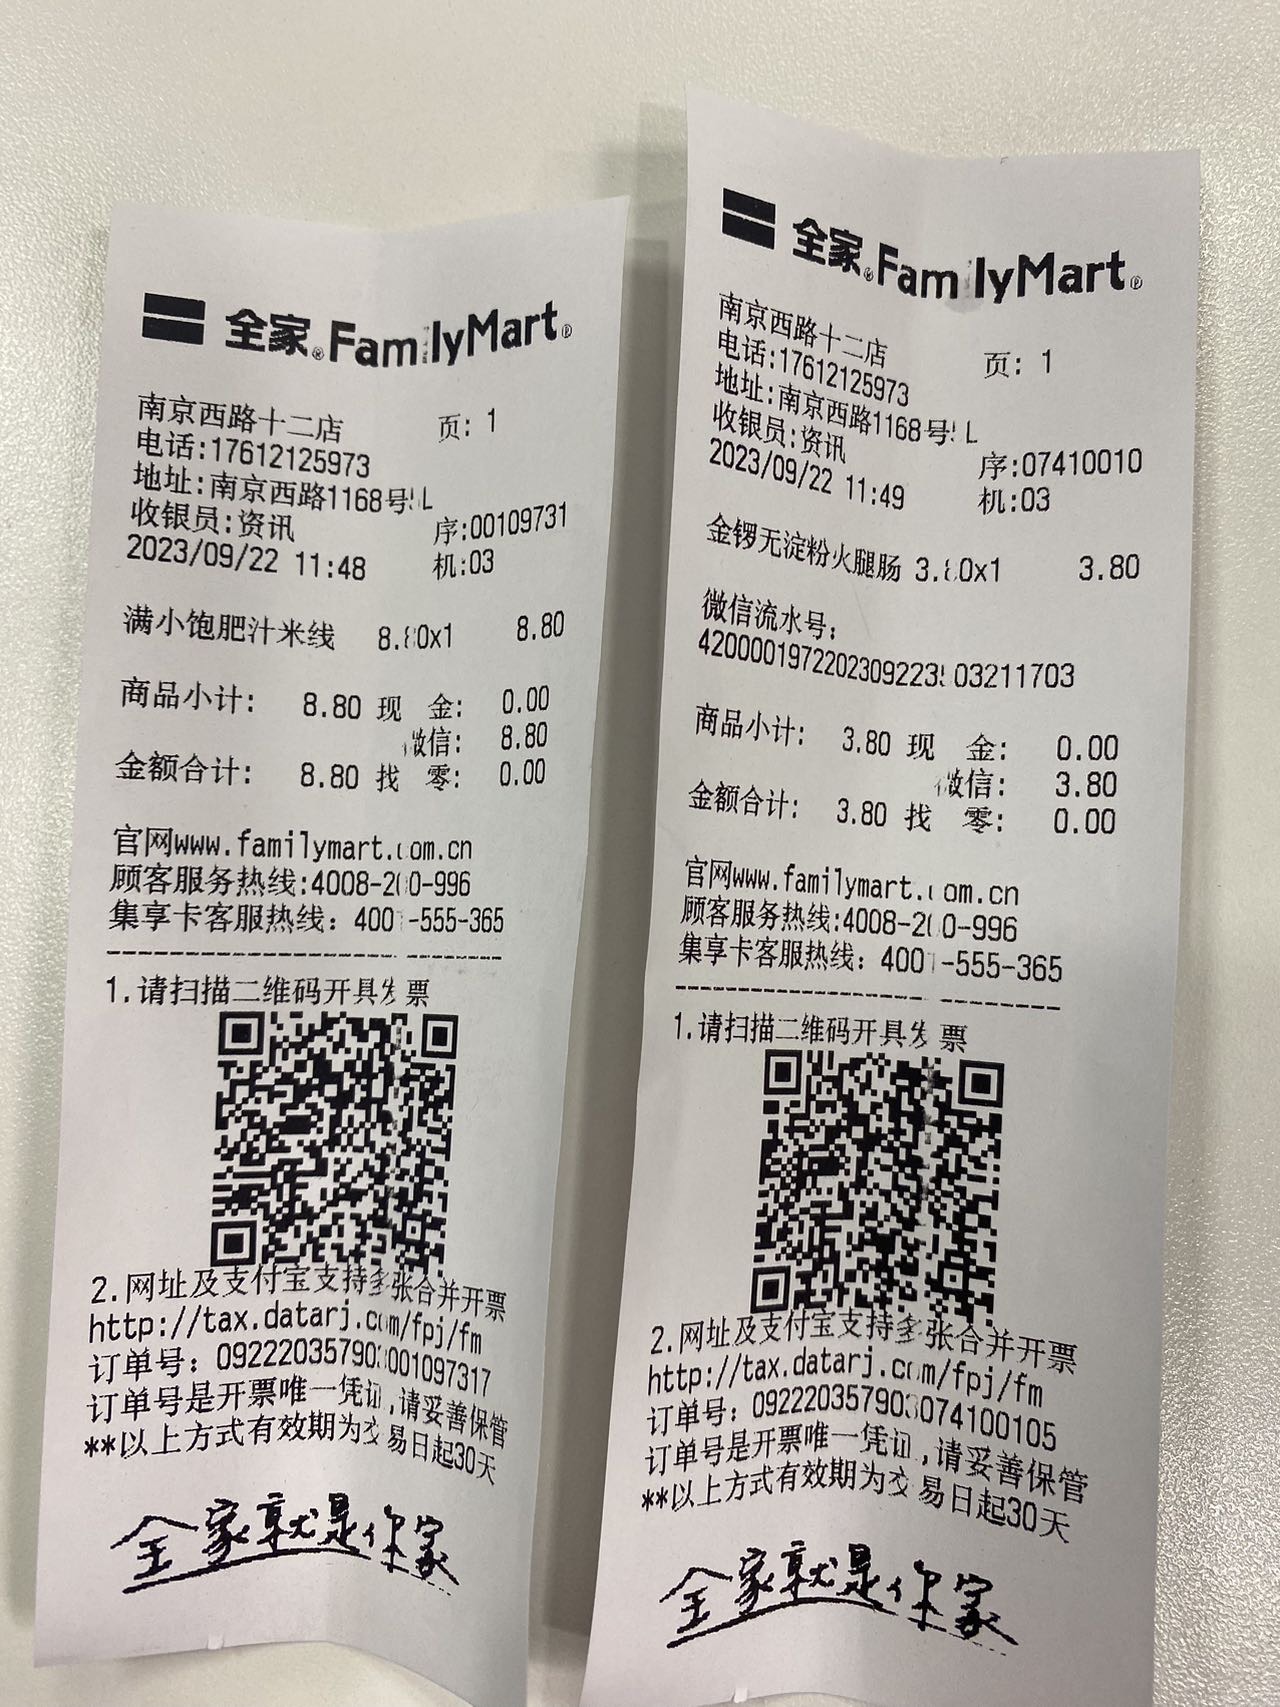 全家®FamilyMart®
南京西路十二店 页: 1
电话:17612125973
地址:南京西路1168号 L
收银员:资讯 序:00109731
2023/09/22 11:48 机:03
满小饱肥汁米线 8.80x1 8.80
商品小计: 8.80 现 金: 0.00
微信: 8.80
金额合计: 8.80 找 零: 0.00
官网www.familymart.com.cn
顾客服务热线:4008-200-996
集享卡客服热线: 400 -555-365
1.请扫描二维码开具发票
2.网址及支付宝支持多张合并开票
http://tax.datarj.com/fpj/fm
订单号: 092220357903001097317
订单号是开票唯一凭证,请妥善保管
**以上方式有效期为交易日起30天
全家就是你家
全家®FamilyMart®
南京西路十二店 页: 1
电话:17612125973
地址:南京西路1168号 L
收银员:资讯 序:07410010
2023/09/22 11:49 机:03
金锣无淀粉火腿肠 3.80x1 3.80
微信流水号:
商品小计: 3.80 现 金: 0.00
微信: 3.80
金额合计: 3.80 找 零: 0.00
官网www.familymart.com.cn
顾客服务热线:4008-200-996
集享卡客服热线: 400 -555-365
1.请扫描二维码开具发票
2.网址及支付宝支持多张合并开票
http://tax.datarj.com/fpj/fm
订单号: 092220357903074100105
订单号是开票唯一凭证,请妥善保管
**以上方式有效期为交易日起30天
全家就是你家